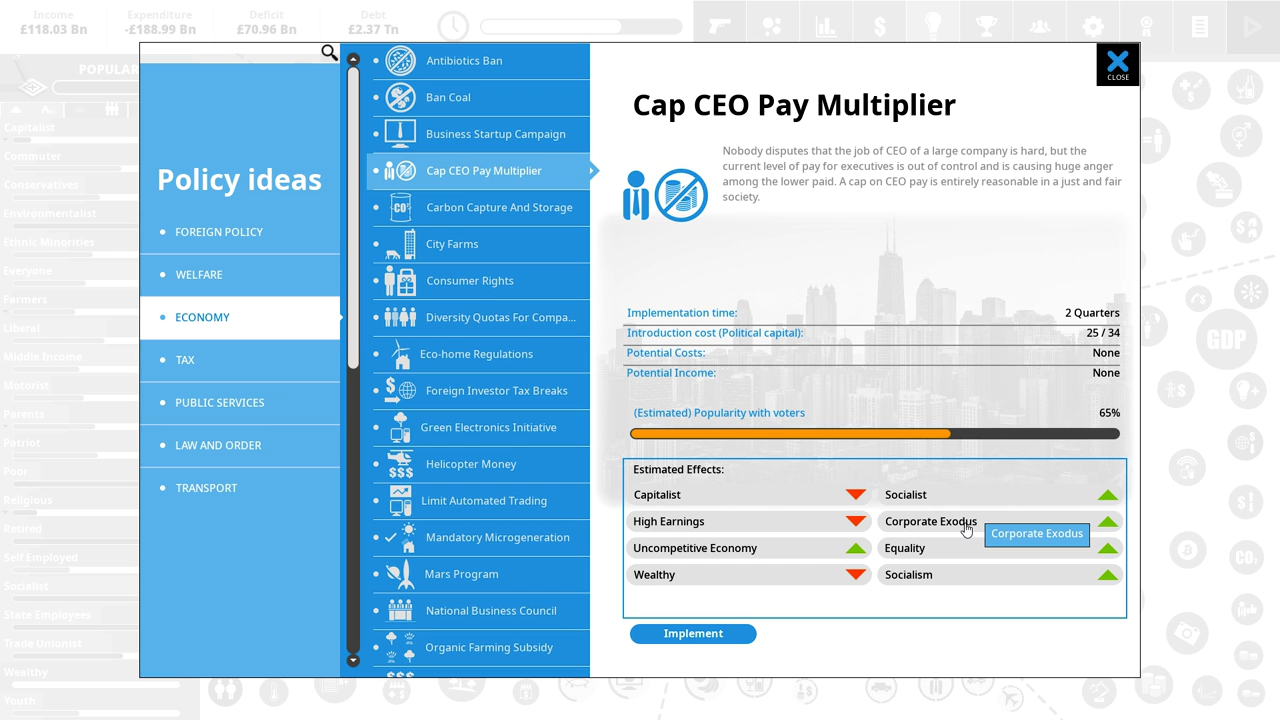 Income
£118.03 Bn
Expenditure
-£188.99 Bn
Deficit
£70.96 Bn
Debt
£2.37 Tn
POPULAR
Capitalist
Commuter
Conservatives
Environmentalist
Ethnic Minorities
Everyone
Farmers
Liberal
Middle Income
Motorist
Parents
Patriot
Poor
Religious
Retired
Self Employed
Socialist
State Employees
Trade Unionist
Wealthy
Youth
Policy ideas
FOREIGN POLICY
WELFARE
ECONOMY
TAX
PUBLIC SERVICES
LAW AND ORDER
TRANSPORT
Antibiotics Ban
Ban Coal
Business Startup Campaign
Cap CEO Pay Multiplier
Carbon Capture And Storage
City Farms
Consumer Rights
Diversity Quotas For Compa...
Eco-home Regulations
Foreign Investor Tax Breaks
Green Electronics Initiative
Helicopter Money
Limit Automated Trading
Mandatory Microgeneration
Mars Program
National Business Council
Organic Farming Subsidy
CLOSE
Cap CEO Pay Multiplier
Nobody disputes that the job of CEO of a large company is hard, but the
current level of pay for executives is out of control and is causing huge anger
among the lower paid. A cap on CEO pay is entirely reasonable in a just and fair
society.
Implementation time: 2 Quarters
Introduction cost (Political capital): 25 / 34
Potential Costs: None
Potential Income: None
(Estimated) Popularity with voters 65%
Estimated Effects:
Capitalist
Socialist
High Earnings
Corporate Exodus
Corporate Exodus
Uncompetitive Economy
Equality
Wealthy
Socialism
Implement
GDP